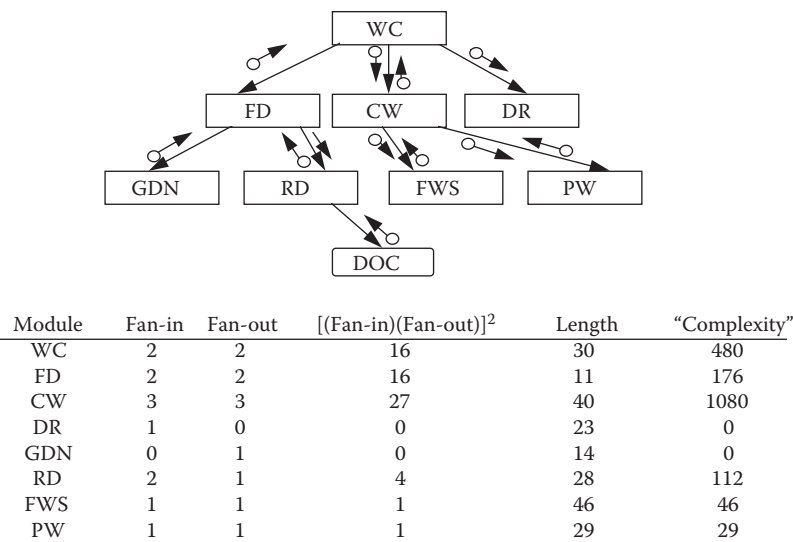 WC
FD CW DR
GDN RD FWS PW
DOC
Module Fan-in Fan-out [(Fan-in)(Fan-out)]² Length “Complexity”
WC 2 2 16 30 480
FD 2 2 16 11 176
CW 3 3 27 40 1080
DR 1 0 0 23 0
GDN 0 1 0 14 0
RD 2 1 4 28 112
FWS 1 1 1 46 46
PW 1 1 1 29 29